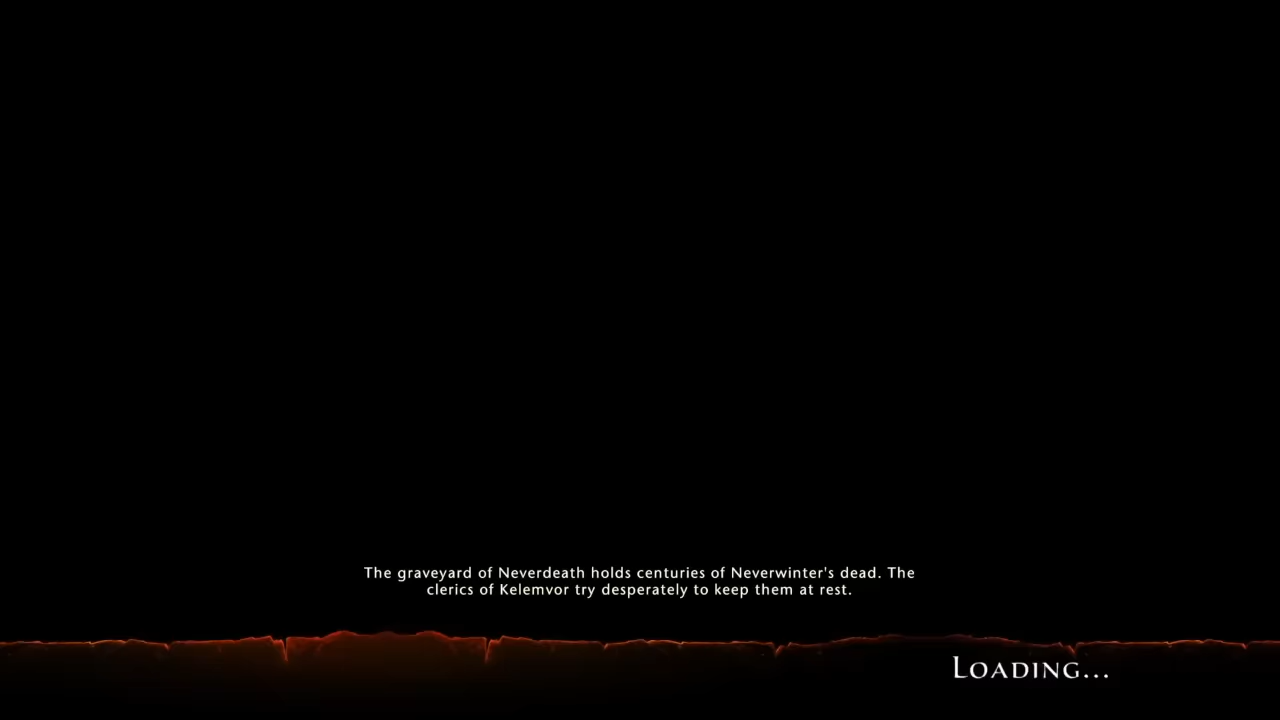 The graveyard of Neverdeath holds centuries of Neverwinter's dead. The
clerics of Kelemvor try desperately to keep them at rest.
Loading...